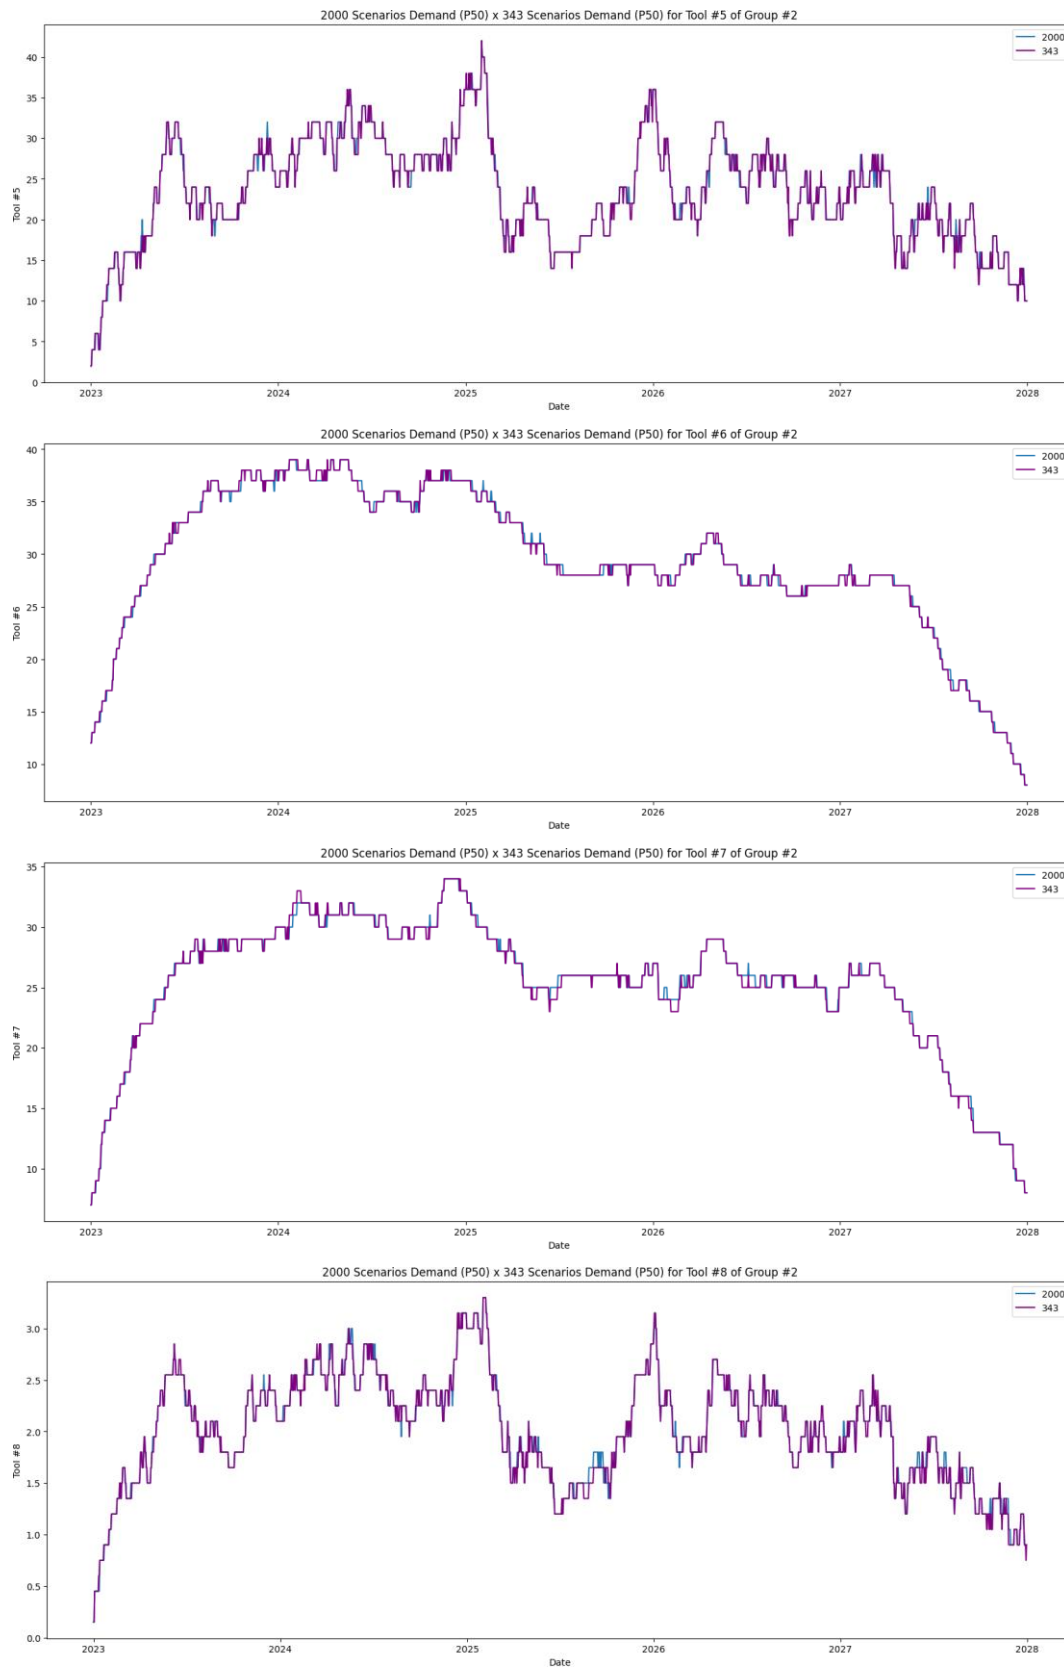 2000 Scenarios Demand (P50) x 343 Scenarios Demand (P50) for Tool #5 of Group #2
2000
343
40
35
30
25
20
15
10
5
0
Tool #5
2023 2024 2025 2026 2027 2028
Date
2000 Scenarios Demand (P50) x 343 Scenarios Demand (P50) for Tool #6 of Group #2
2000
343
40
35
30
25
20
15
10
Tool #6
2023 2024 2025 2026 2027 2028
Date
2000 Scenarios Demand (P50) x 343 Scenarios Demand (P50) for Tool #7 of Group #2
2000
343
35
30
25
20
15
10
Tool #7
2023 2024 2025 2026 2027 2028
Date
2000 Scenarios Demand (P50) x 343 Scenarios Demand (P50) for Tool #8 of Group #2
2000
343
3.0
2.5
2.0
1.5
1.0
0.5
0.0
Tool #8
2023 2024 2025 2026 2027 2028
Date